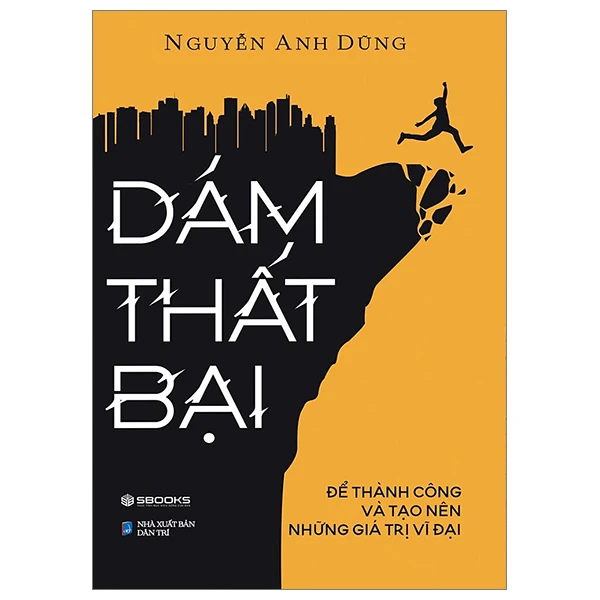 NGUYỄN ANH DŨNG
DÁM
THẤT
BẠI
ĐỂ THÀNH CÔNG
VÀ TẠO NÊN
NHỮNG GIÁ TRỊ VĨ ĐẠI
SBOOKS
NHÀ XUẤT BẢN
DÂN TRÍ